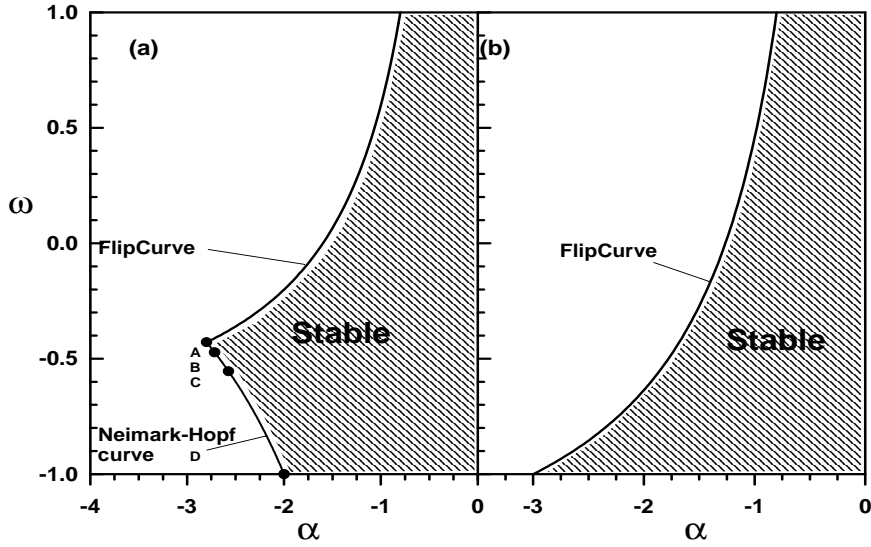 1.0
(a)
(b)
0.5
ω
0.0
FlipCurve
FlipCurve
Stable
Stable
-0.5
A
B
C
Neimark-Hopf
curve
D
-1.0
-4
-3
-2
-1
0
-3
-2
-1
0
α
α